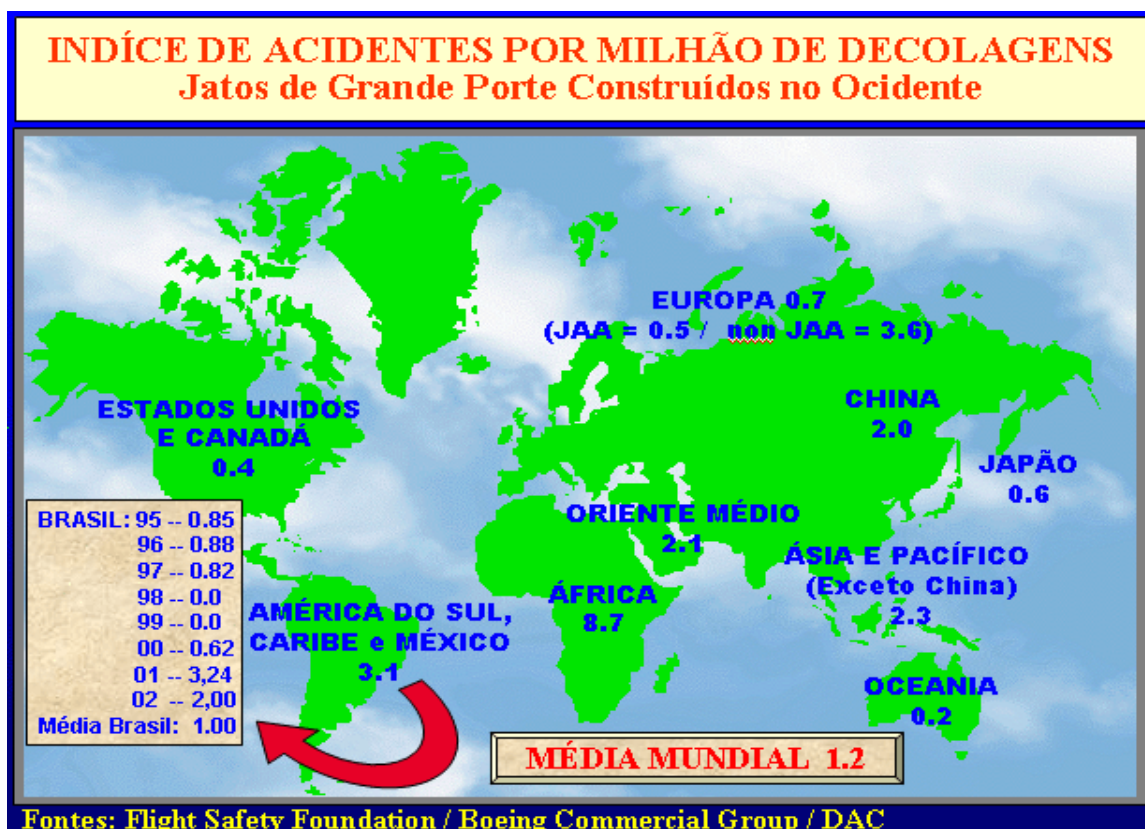 INDÍCE DE ACIDENTES POR MILHÃO DE DECOLAGENS
Jatos de Grande Porte Construídos no Ocidente
EUROPA 0.7
(JAA = 0.5 / non JAA = 3.6)
ESTADOS UNIDOS
E CANADÁ
0.4
CHINA
2.0
JAPÃO
0.6
ORIENTE MÉDIO
2.1
ÁSIA E PACÍFICO
(Exceto China)
2.3
ÁFRICA
8.7
AMÉRICA DO SUL,
CARIBE e MÉXICO
3.1
OCEANIA
0.2
BRASIL: 95 -- 0.85
96 -- 0.88
97 -- 0.82
98 -- 0.0
99 -- 0.0
00 -- 0.62
01 -- 3,24
02 -- 2,00
Média Brasil: 1.00
MÉDIA MUNDIAL 1.2
Fontes: Flight Safety Foundation / Boeing Commercial Group / DAC